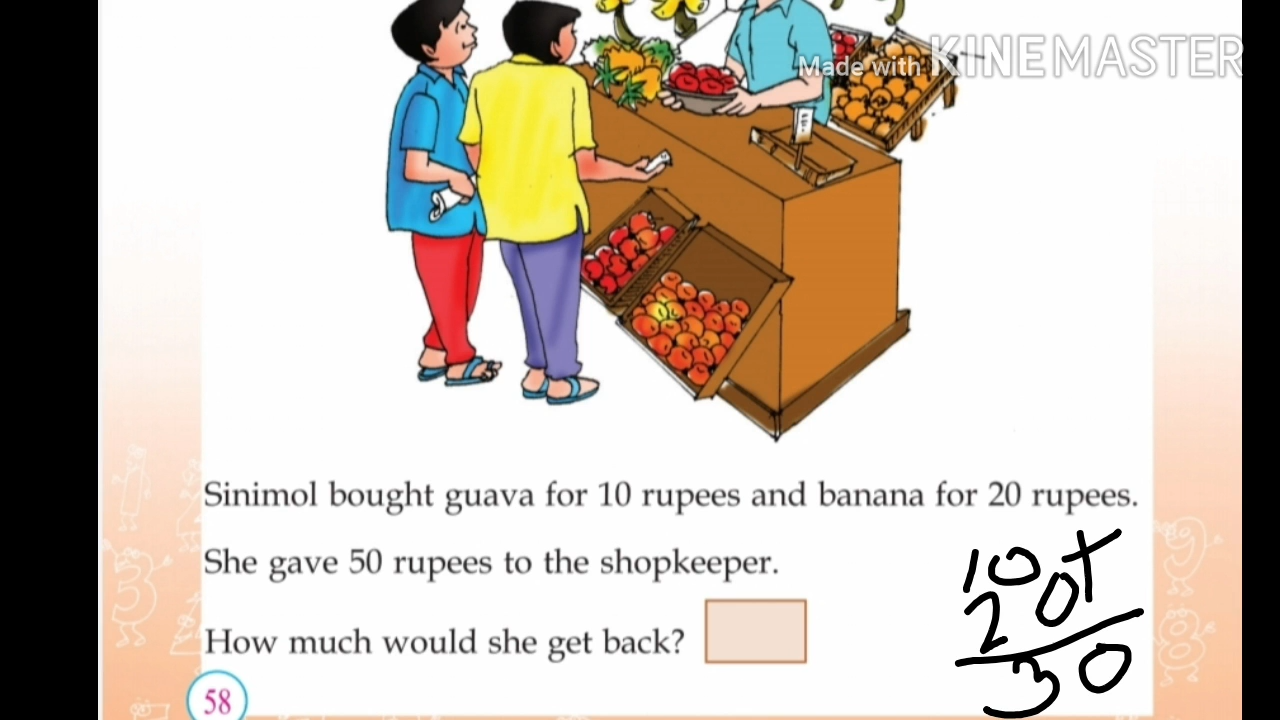 Made with KINEMASTER
Sinimol bought guava for 10 rupees and banana for 20 rupees.
She gave 50 rupees to the shopkeeper.
How much would she get back?
10+
20
30
58